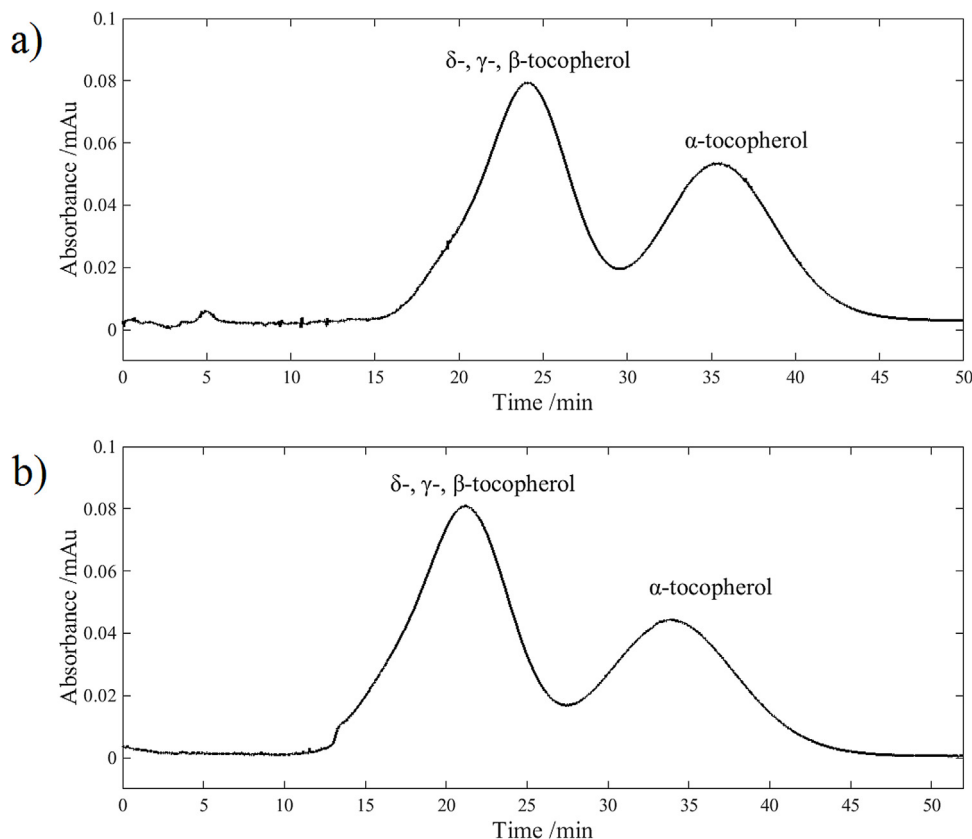 a)
0.1
0.08
0.06
0.04
0.02
0
Absorbance /mAu
δ-, γ-, β-tocopherol
α-tocopherol
0 5 10 15 20 25 30 35 40 45 50
Time /min
b)
0.1
0.08
0.06
0.04
0.02
0
Absorbance /mAu
δ-, γ-, β-tocopherol
α-tocopherol
0 5 10 15 20 25 30 35 40 45 50
Time /min